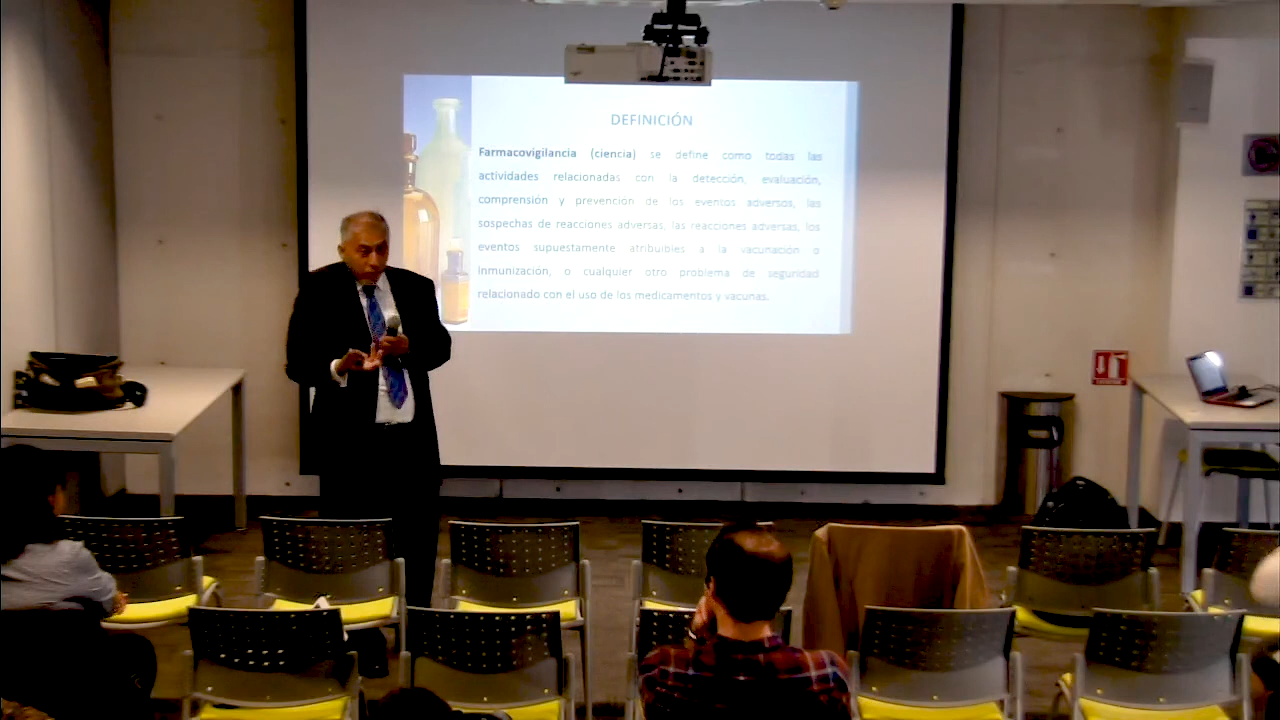 DEFINICIÓN
Farmacovigilancia (ciencia) se define como todas las
actividades relacionadas con la detección, evaluación,
comprensión y prevención de los eventos adversos, las
sospechas de reacciones adversas, las reacciones adversas, los
eventos supuestamente atribuibles a la vacunación o
inmunización, o cualquier otro problema de seguridad
relacionado con el uso de los medicamentos y vacunas.